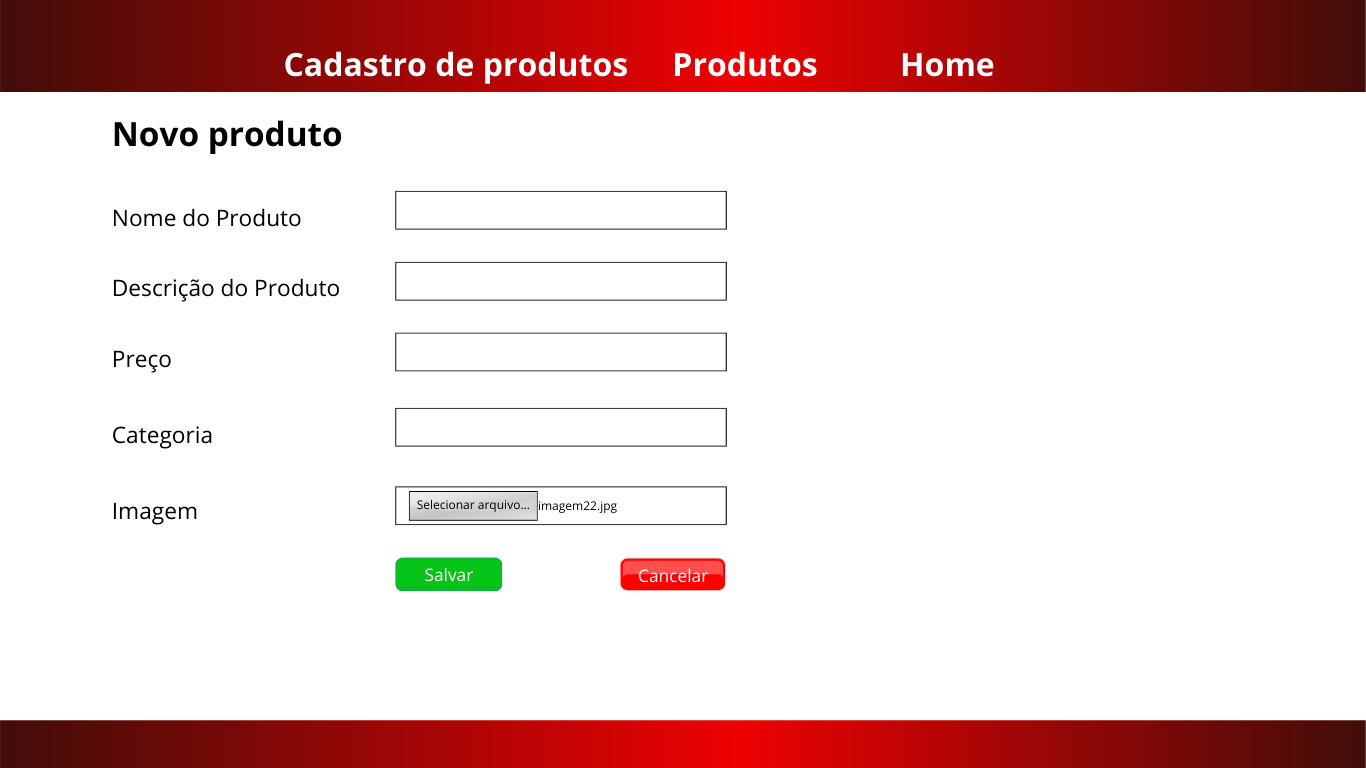 Cadastro de produtos Produtos Home
Novo produto
Nome do Produto
Descrição do Produto
Preço
Categoria
Imagem Selecionar arquivo... imagem22.jpg
Salvar Cancelar